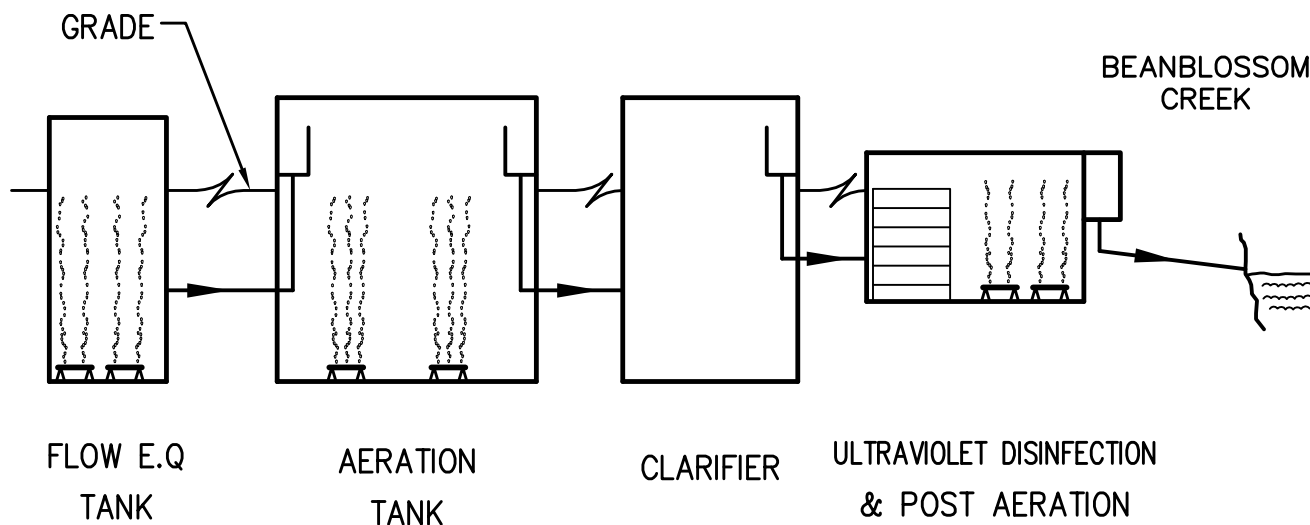 GRADE
BEANBLOSSOM
CREEK
FLOW E.Q
TANK
AERATION
TANK
CLARIFIER
ULTRAVIOLET DISINFECTION
& POST AERATION